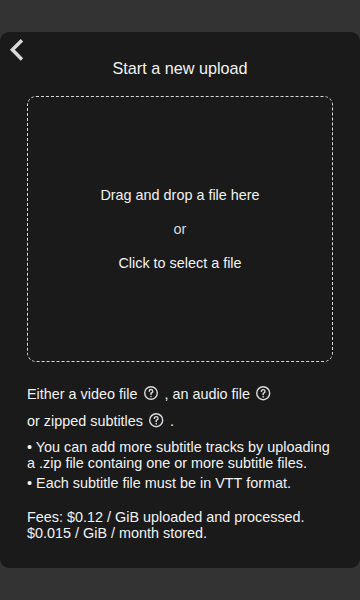 Start a new upload
Drag and drop a file here
or
Click to select a file
Either a video file ? , an audio file ?
or zipped subtitles ? .
• You can add more subtitle tracks by uploading
a .zip file containg one or more subtitle files.
• Each subtitle file must be in VTT format.
Fees: $0.12 / GiB uploaded and processed.
$0.015 / GiB / month stored.